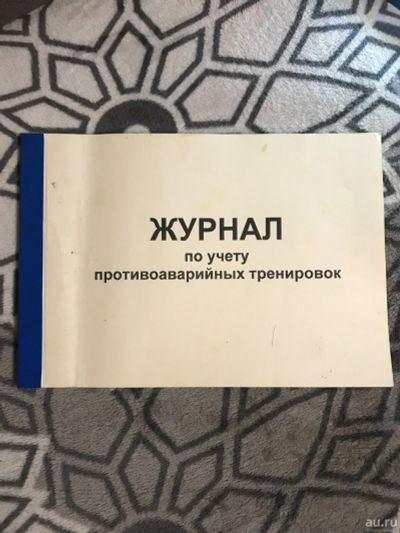 ЖУРНАЛ
по учету
противоаварийных тренировок
au.ru